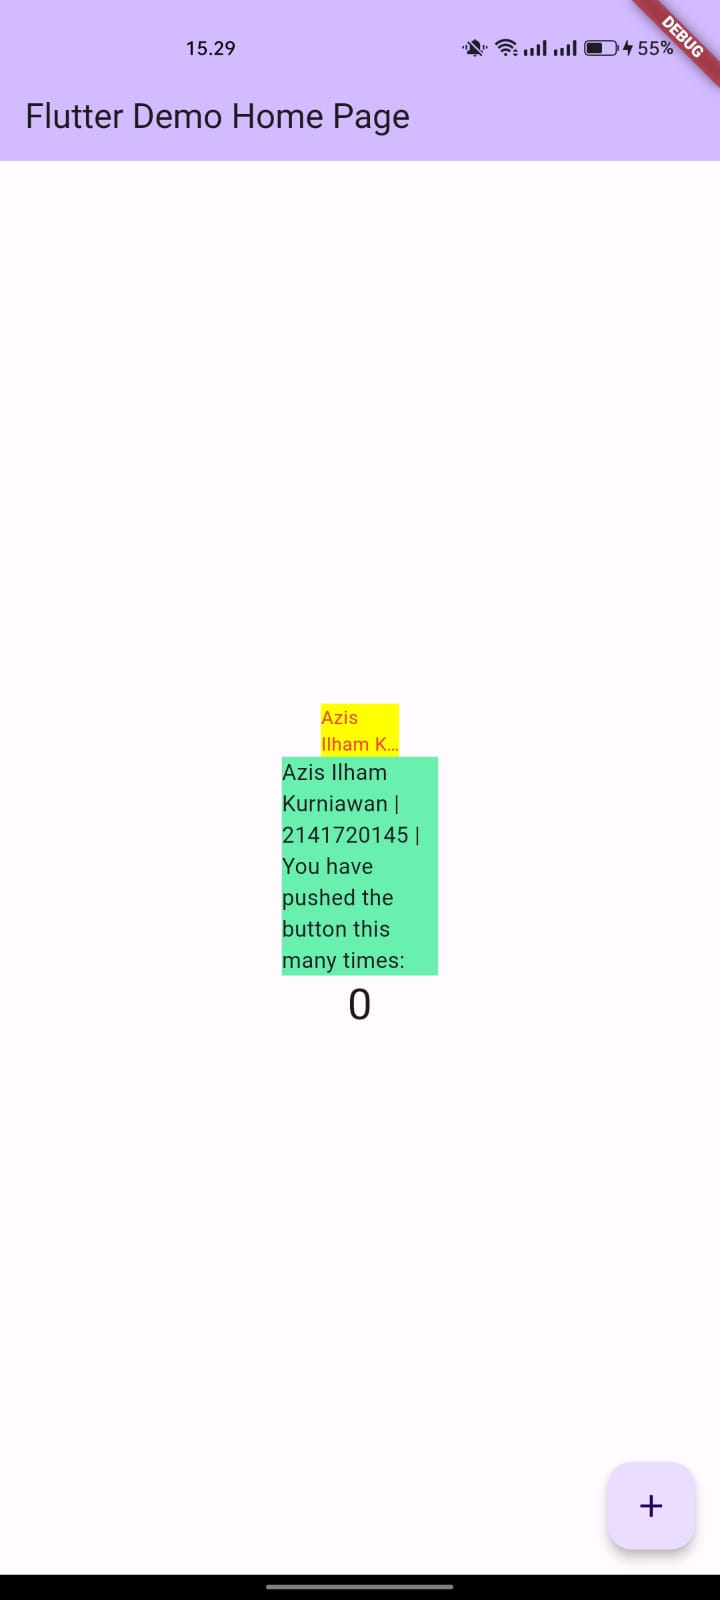 15.29
55%
DEBUG
Flutter Demo Home Page
Azis
Ilham K...
Azis Ilham
Kurniawan |
2141720145 |
You have
pushed the
button this
many times:
0
+